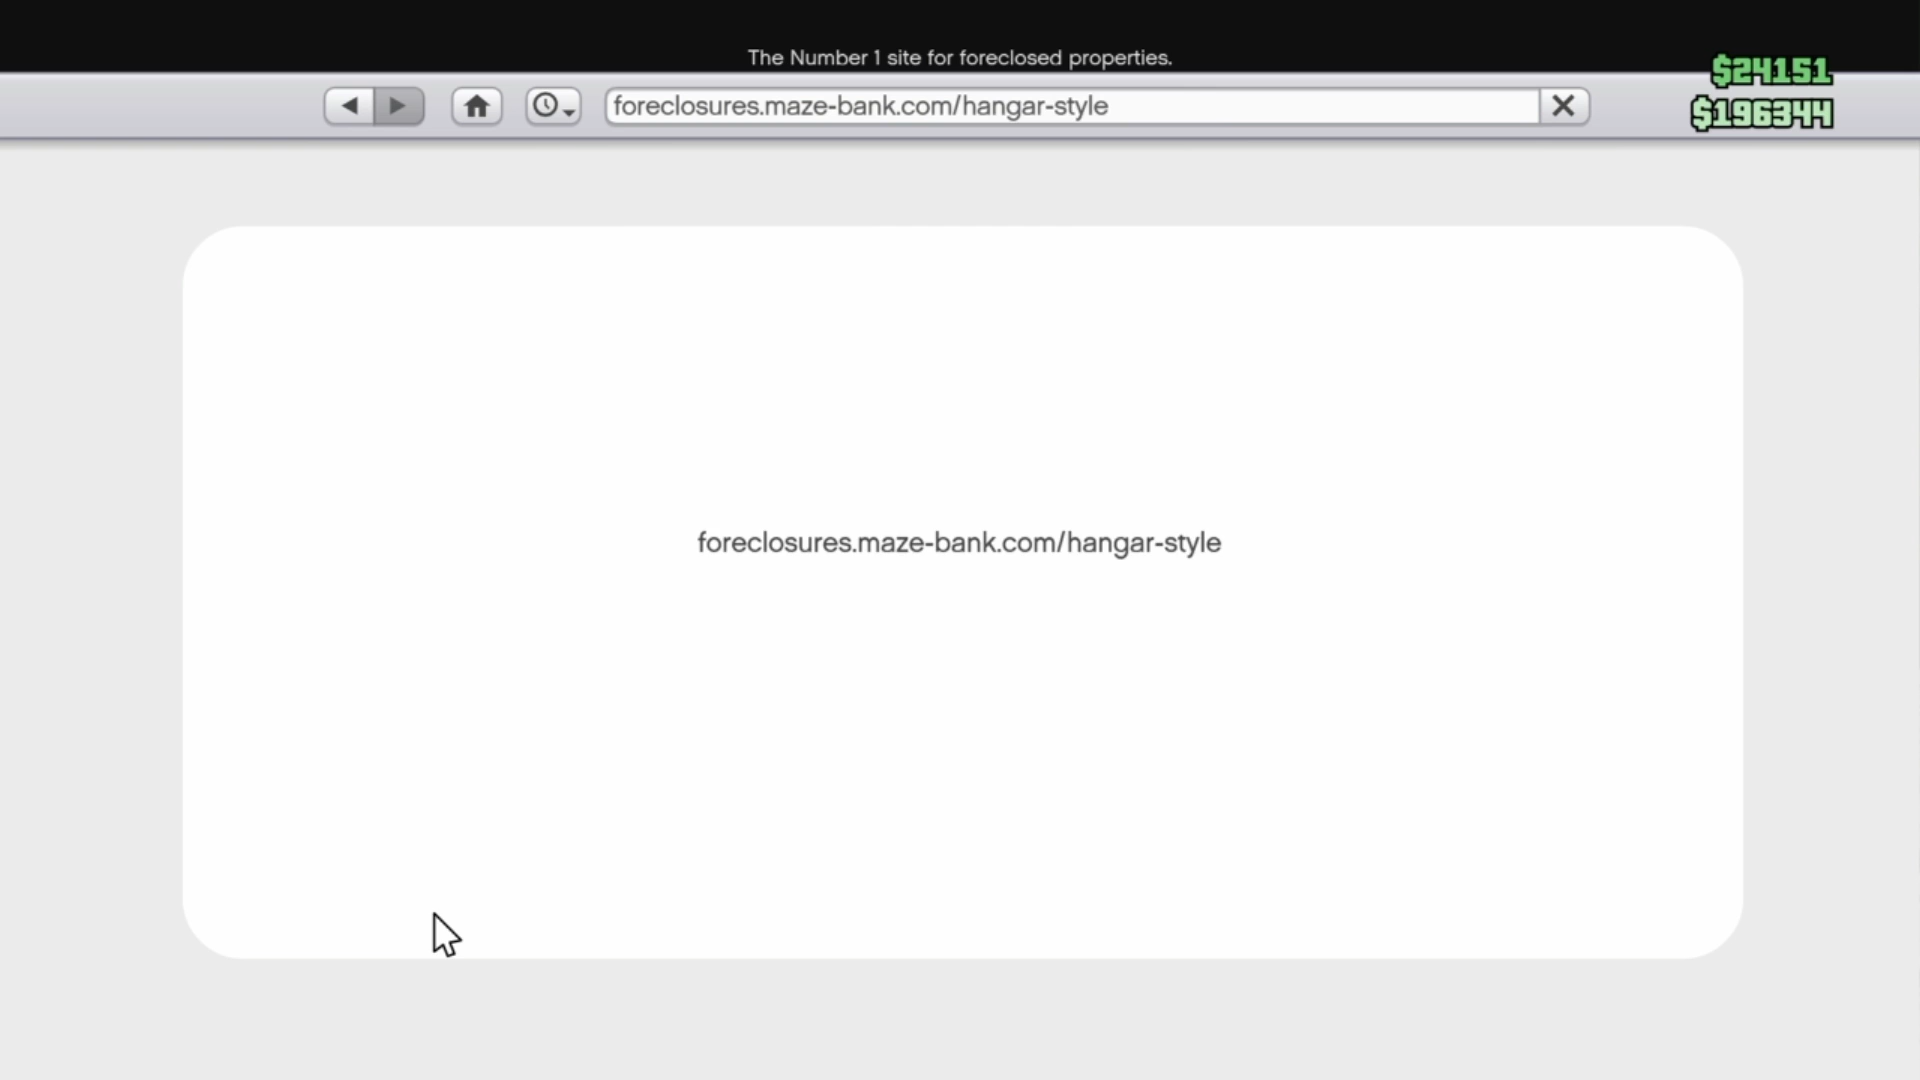 The Number 1 site for foreclosed properties.
$24151
foreclosures.maze-bank.com/hangar-style
$196344
foreclosures.maze-bank.com/hangar-style